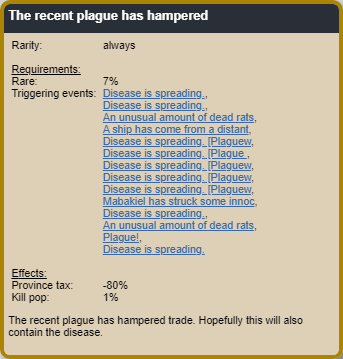 The recent plague has hampered
Rarity: always
Requirements:
Rare: 7%
Triggering events: Disease is spreading.,
Disease is spreading.,
An unusual amount of dead rats,
A ship has come from a distant,
Disease is spreading. [Plaguew,
Disease is spreading. [Plague ,
Disease is spreading. [Plaguew,
Disease is spreading. [Plaguew,
Disease is spreading. [Plaguew,
Mabakiel has struck some innoc,
Disease is spreading.,
An unusual amount of dead rats,
Plague!,
Disease is spreading.
Effects:
Province tax: -80%
Kill pop: 1%
The recent plague has hampered trade. Hopefully this will also
contain the disease.